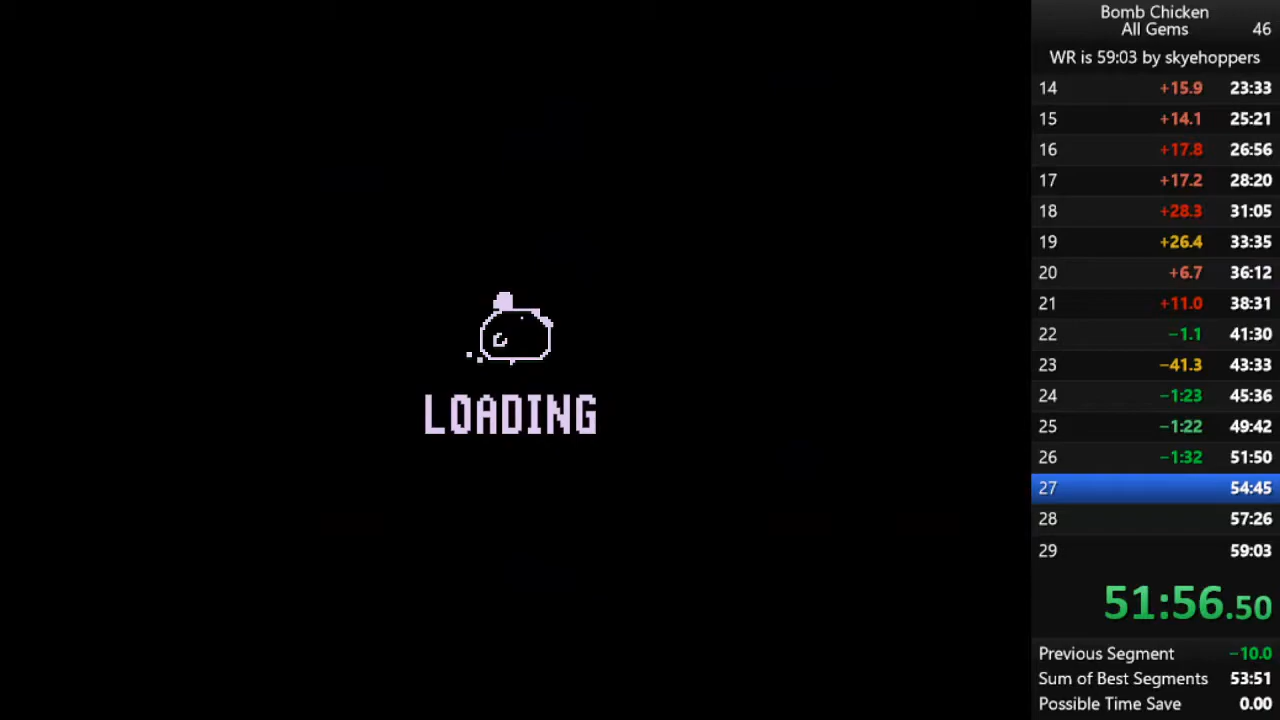 Bomb Chicken
All Gems 46
WR is 59:03 by skyehoppers
14 +15.9 23:33
15 +14.1 25:21
16 +17.8 26:56
17 +17.2 28:20
18 +28.3 31:05
19 +26.4 33:35
20 +6.7 36:12
21 +11.0 38:31
22 −1.1 41:30
23 −41.3 43:33
24 −1:23 45:36
25 −1:22 49:42
26 −1:32 51:50
27 54:45
28 57:26
29 59:03
51:56.50
Previous Segment −10.0
Sum of Best Segments 53:51
Possible Time Save 0.00
LOADING